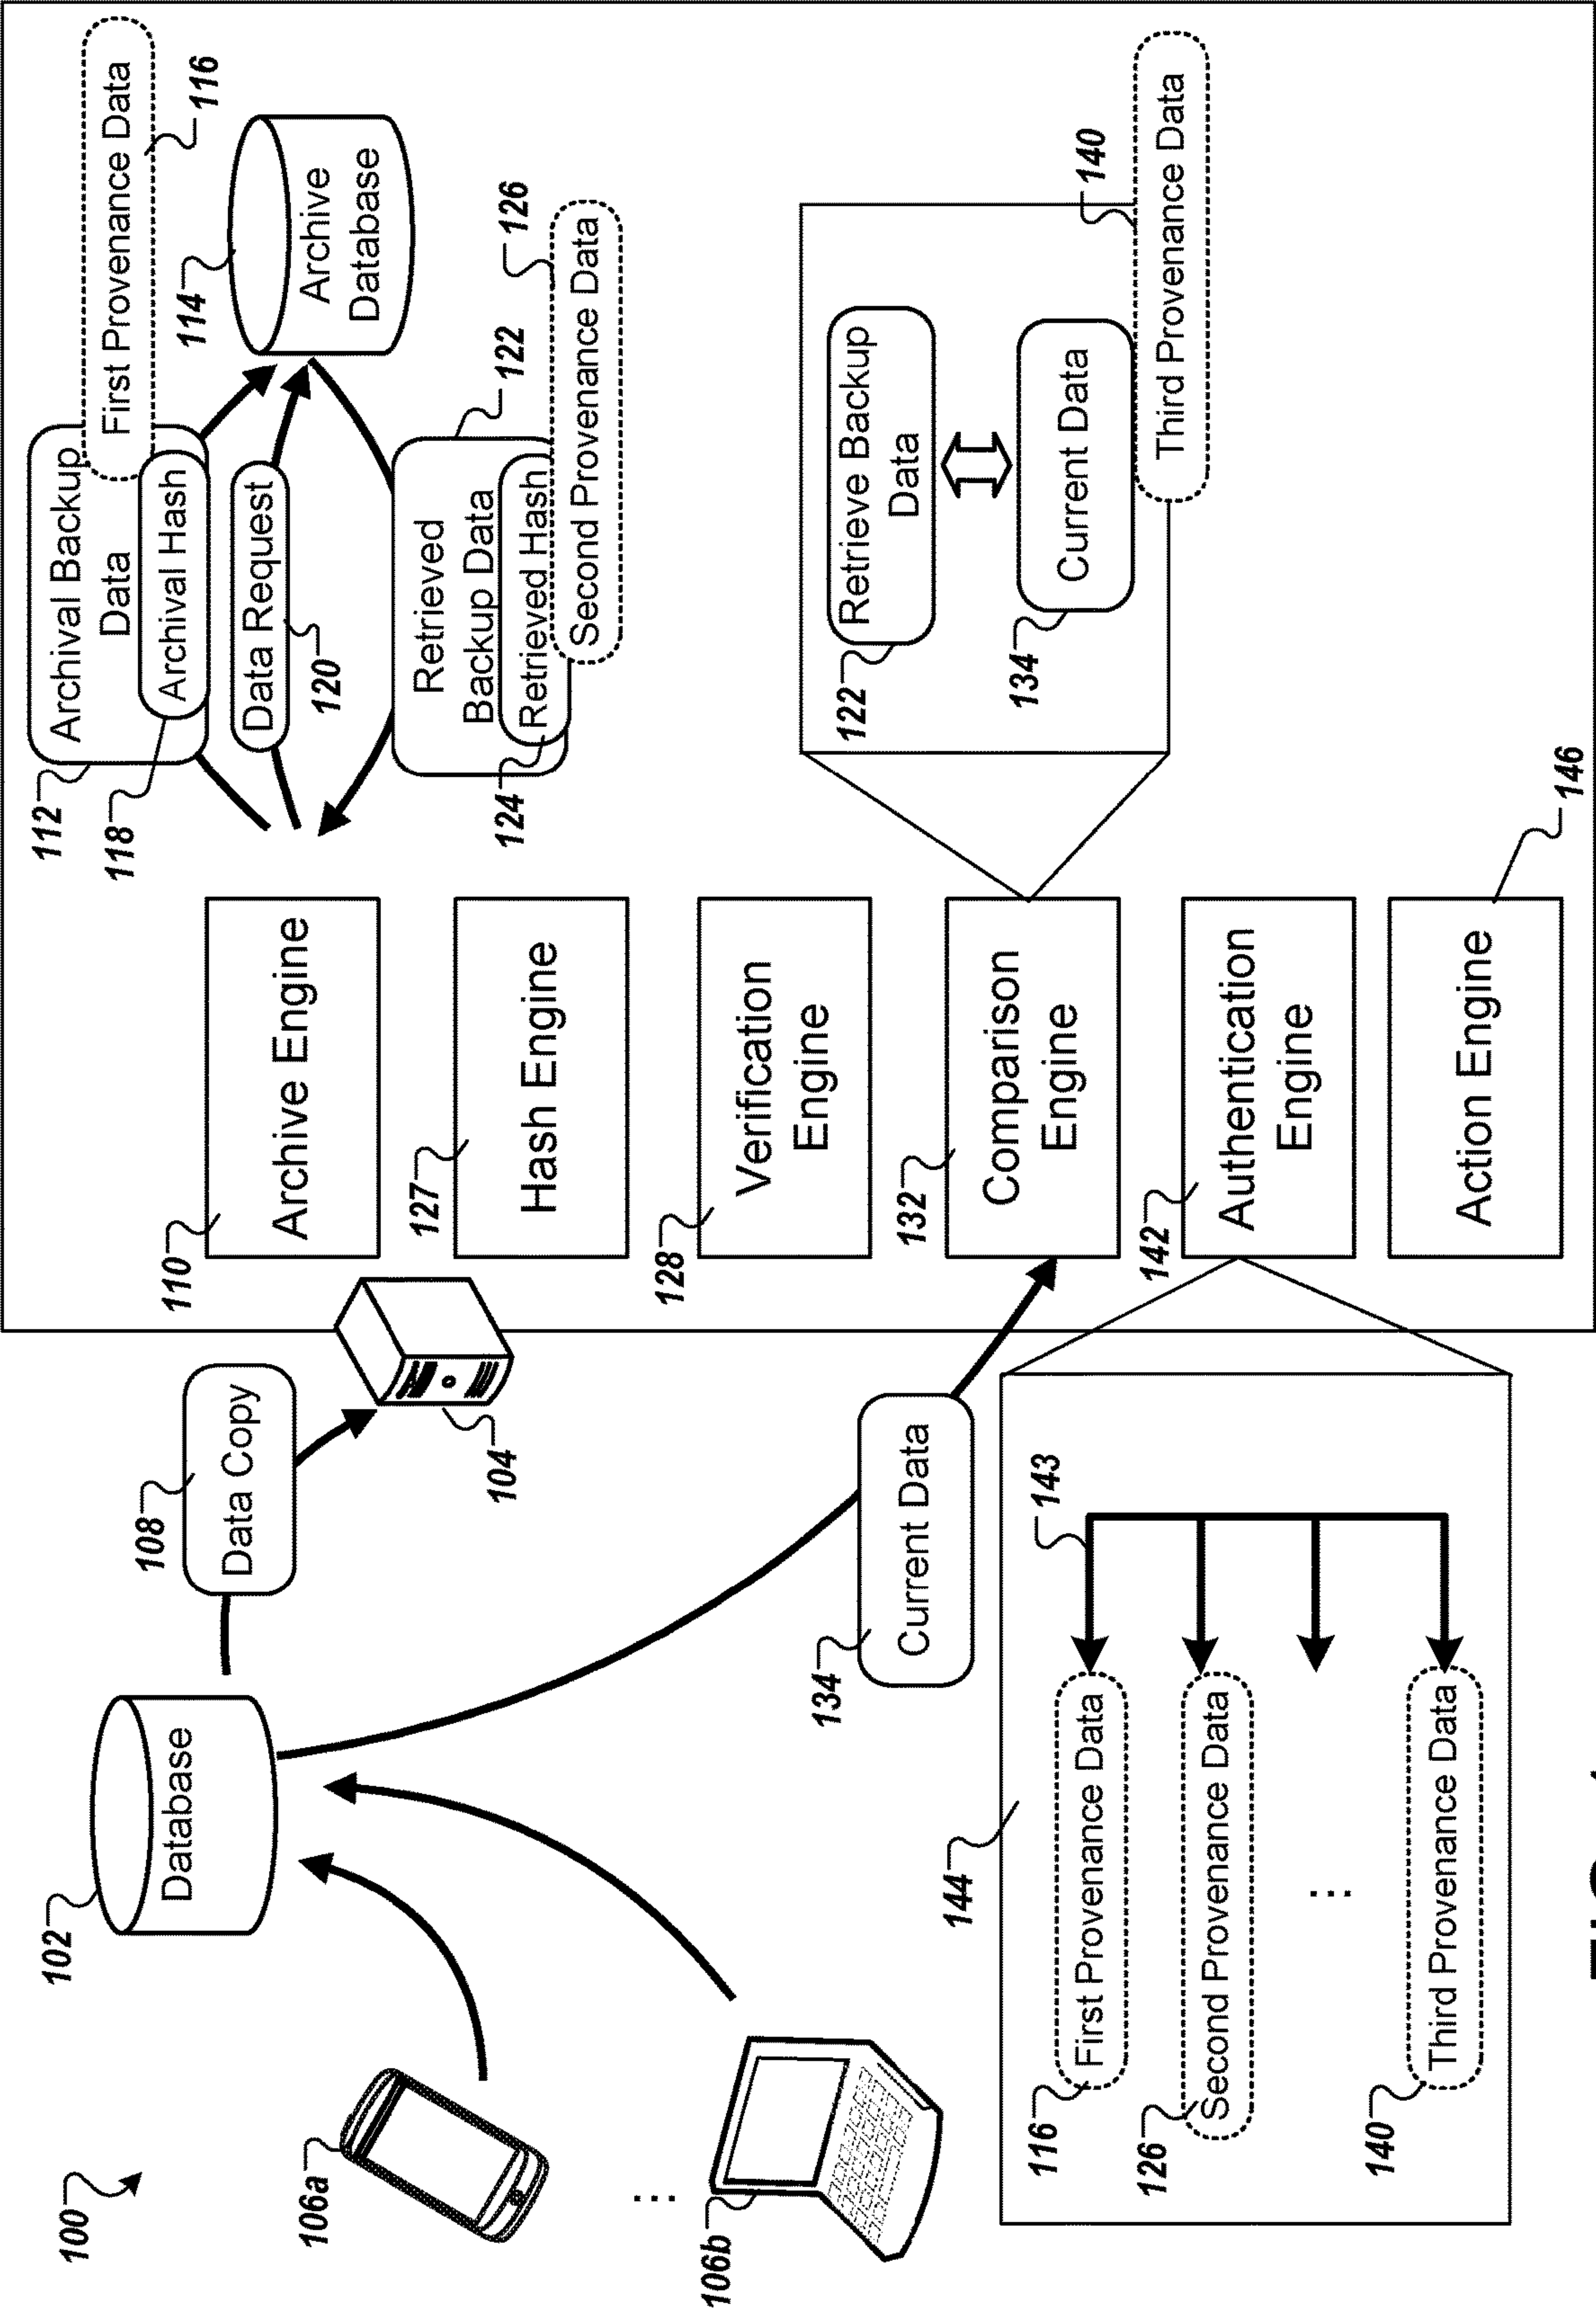 100
102
Database
106a
...
106b
108
Data Copy
104
134
Current Data
144
143
116
First Provenance Data
126
Second Provenance Data
...
140
Third Provenance Data
110
Archive Engine
127
Hash Engine
128
Verification
Engine
132
Comparison
Engine
142
Authentication
Engine
Action Engine
146
112
Archival Backup
Data
118
Archival Hash
First Provenance Data
116
Data Request
120
114
Archive
Database
Retrieved
Backup Data
122
124
Retrieved Hash
126
Second Provenance Data
122
Retrieve Backup
Data
134
Current Data
140
Third Provenance Data